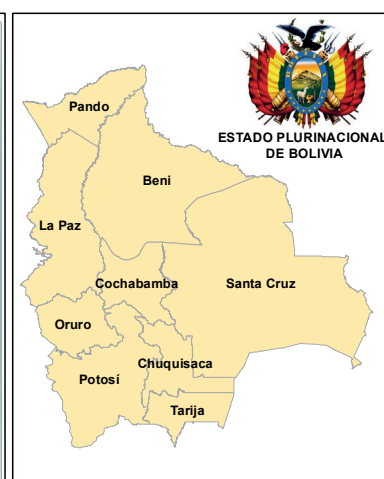 ESTADO PLURINACIONAL
DE BOLIVIA
Pando
Beni
La Paz
Cochabamba
Santa Cruz
Oruro
Chuquisaca
Potosí
Tarija